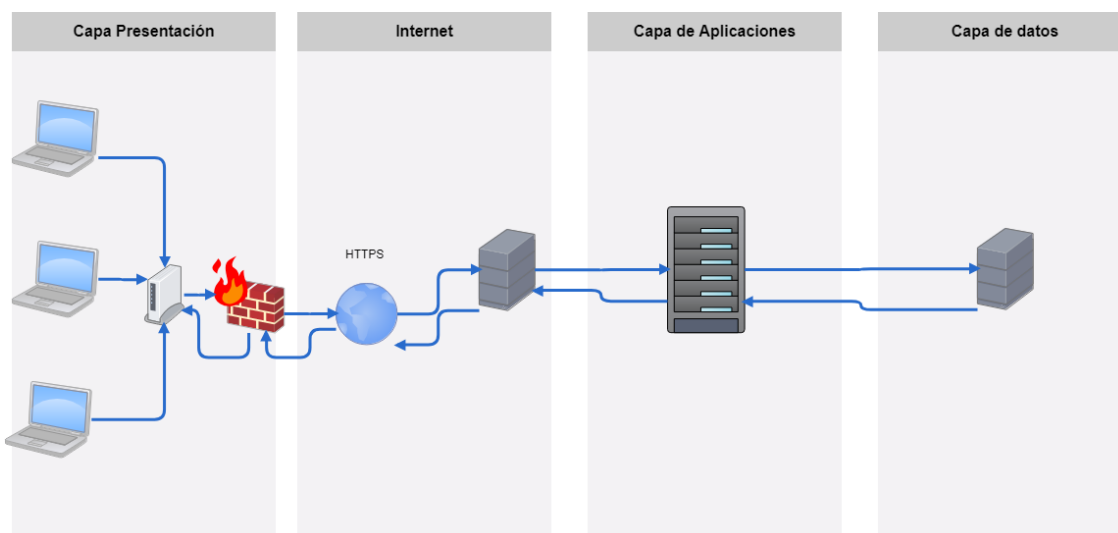 Capa Presentación
Internet
Capa de Aplicaciones
Capa de datos
HTTPS